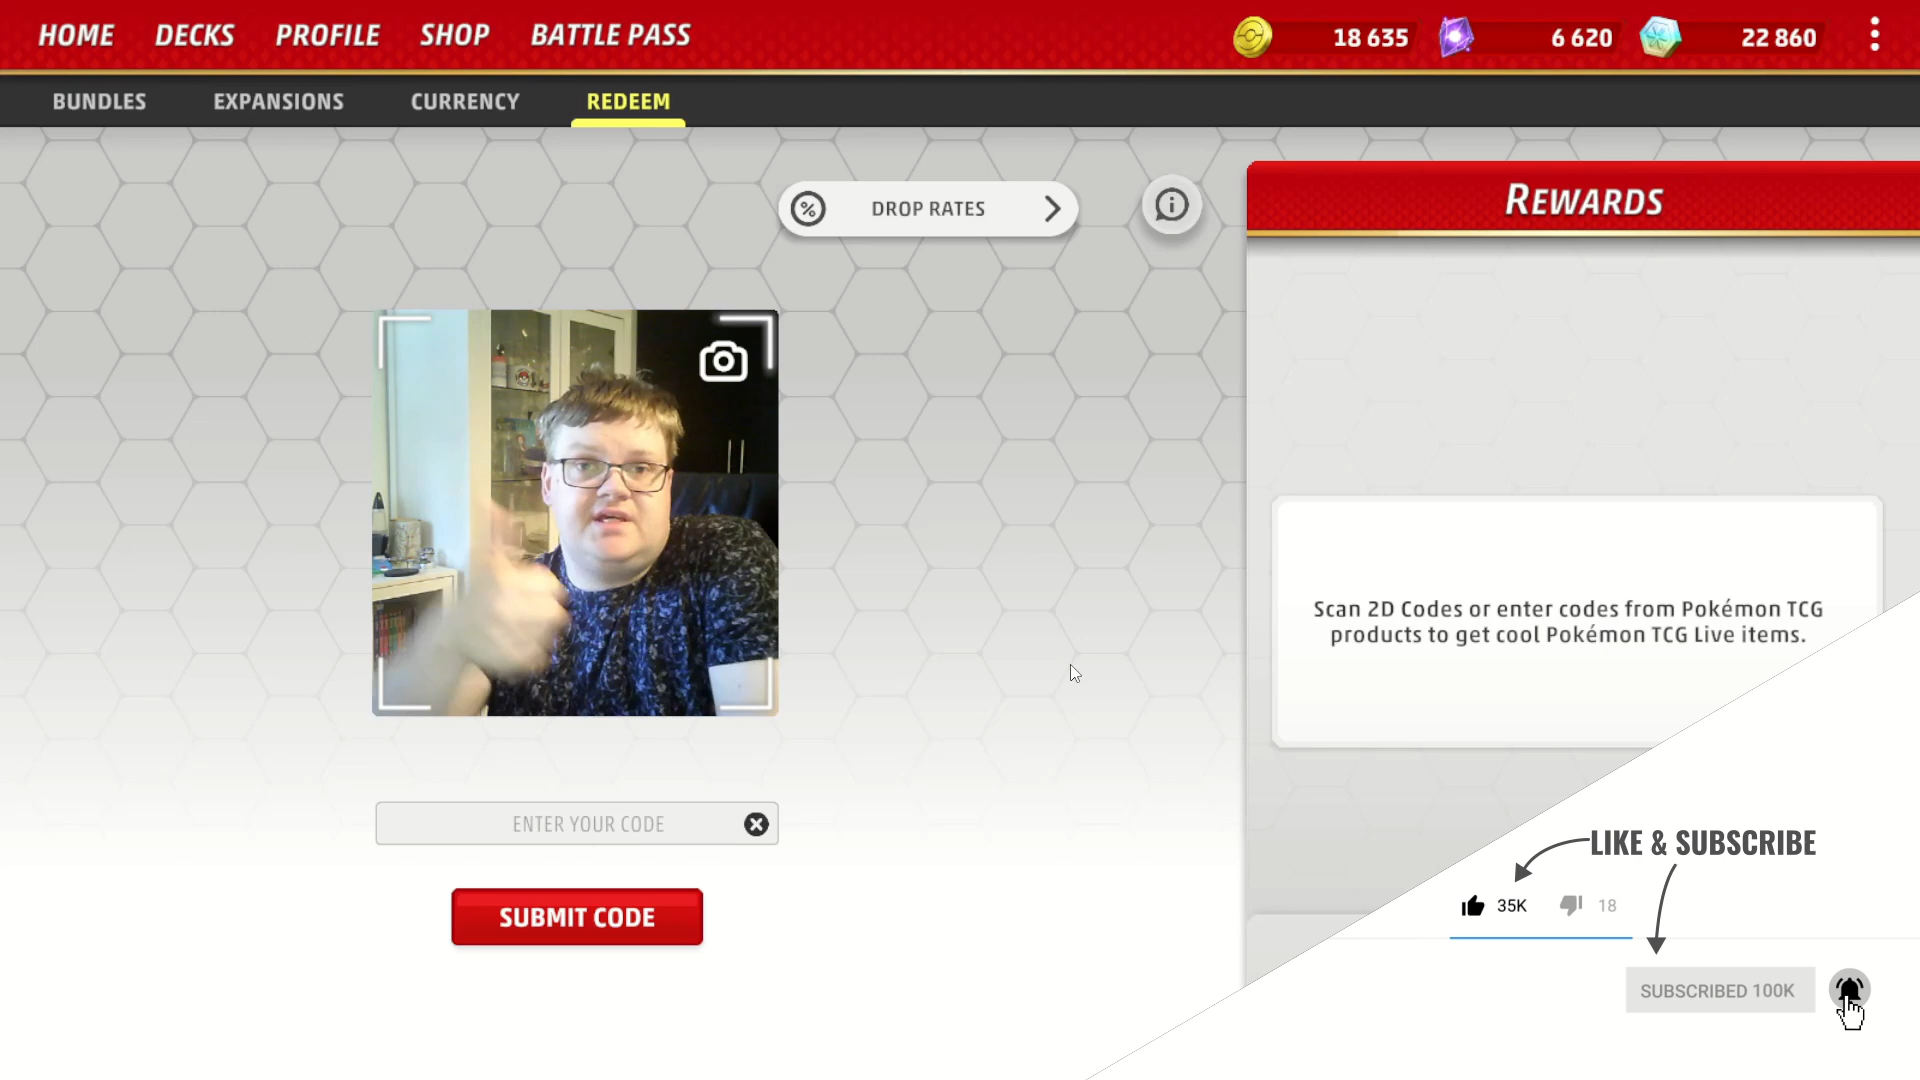 HOME DECKS PROFILE SHOP BATTLE PASS 18 635 6 620 22 860
BUNDLES EXPANSIONS CURRENCY REDEEM
DROP RATES
REWARDS
Scan 2D Codes or enter codes from Pokémon TCG
products to get cool Pokémon TCG Live items.
ENTER YOUR CODE
SUBMIT CODE
LIKE & SUBSCRIBE
35K 18
SUBSCRIBED 100K